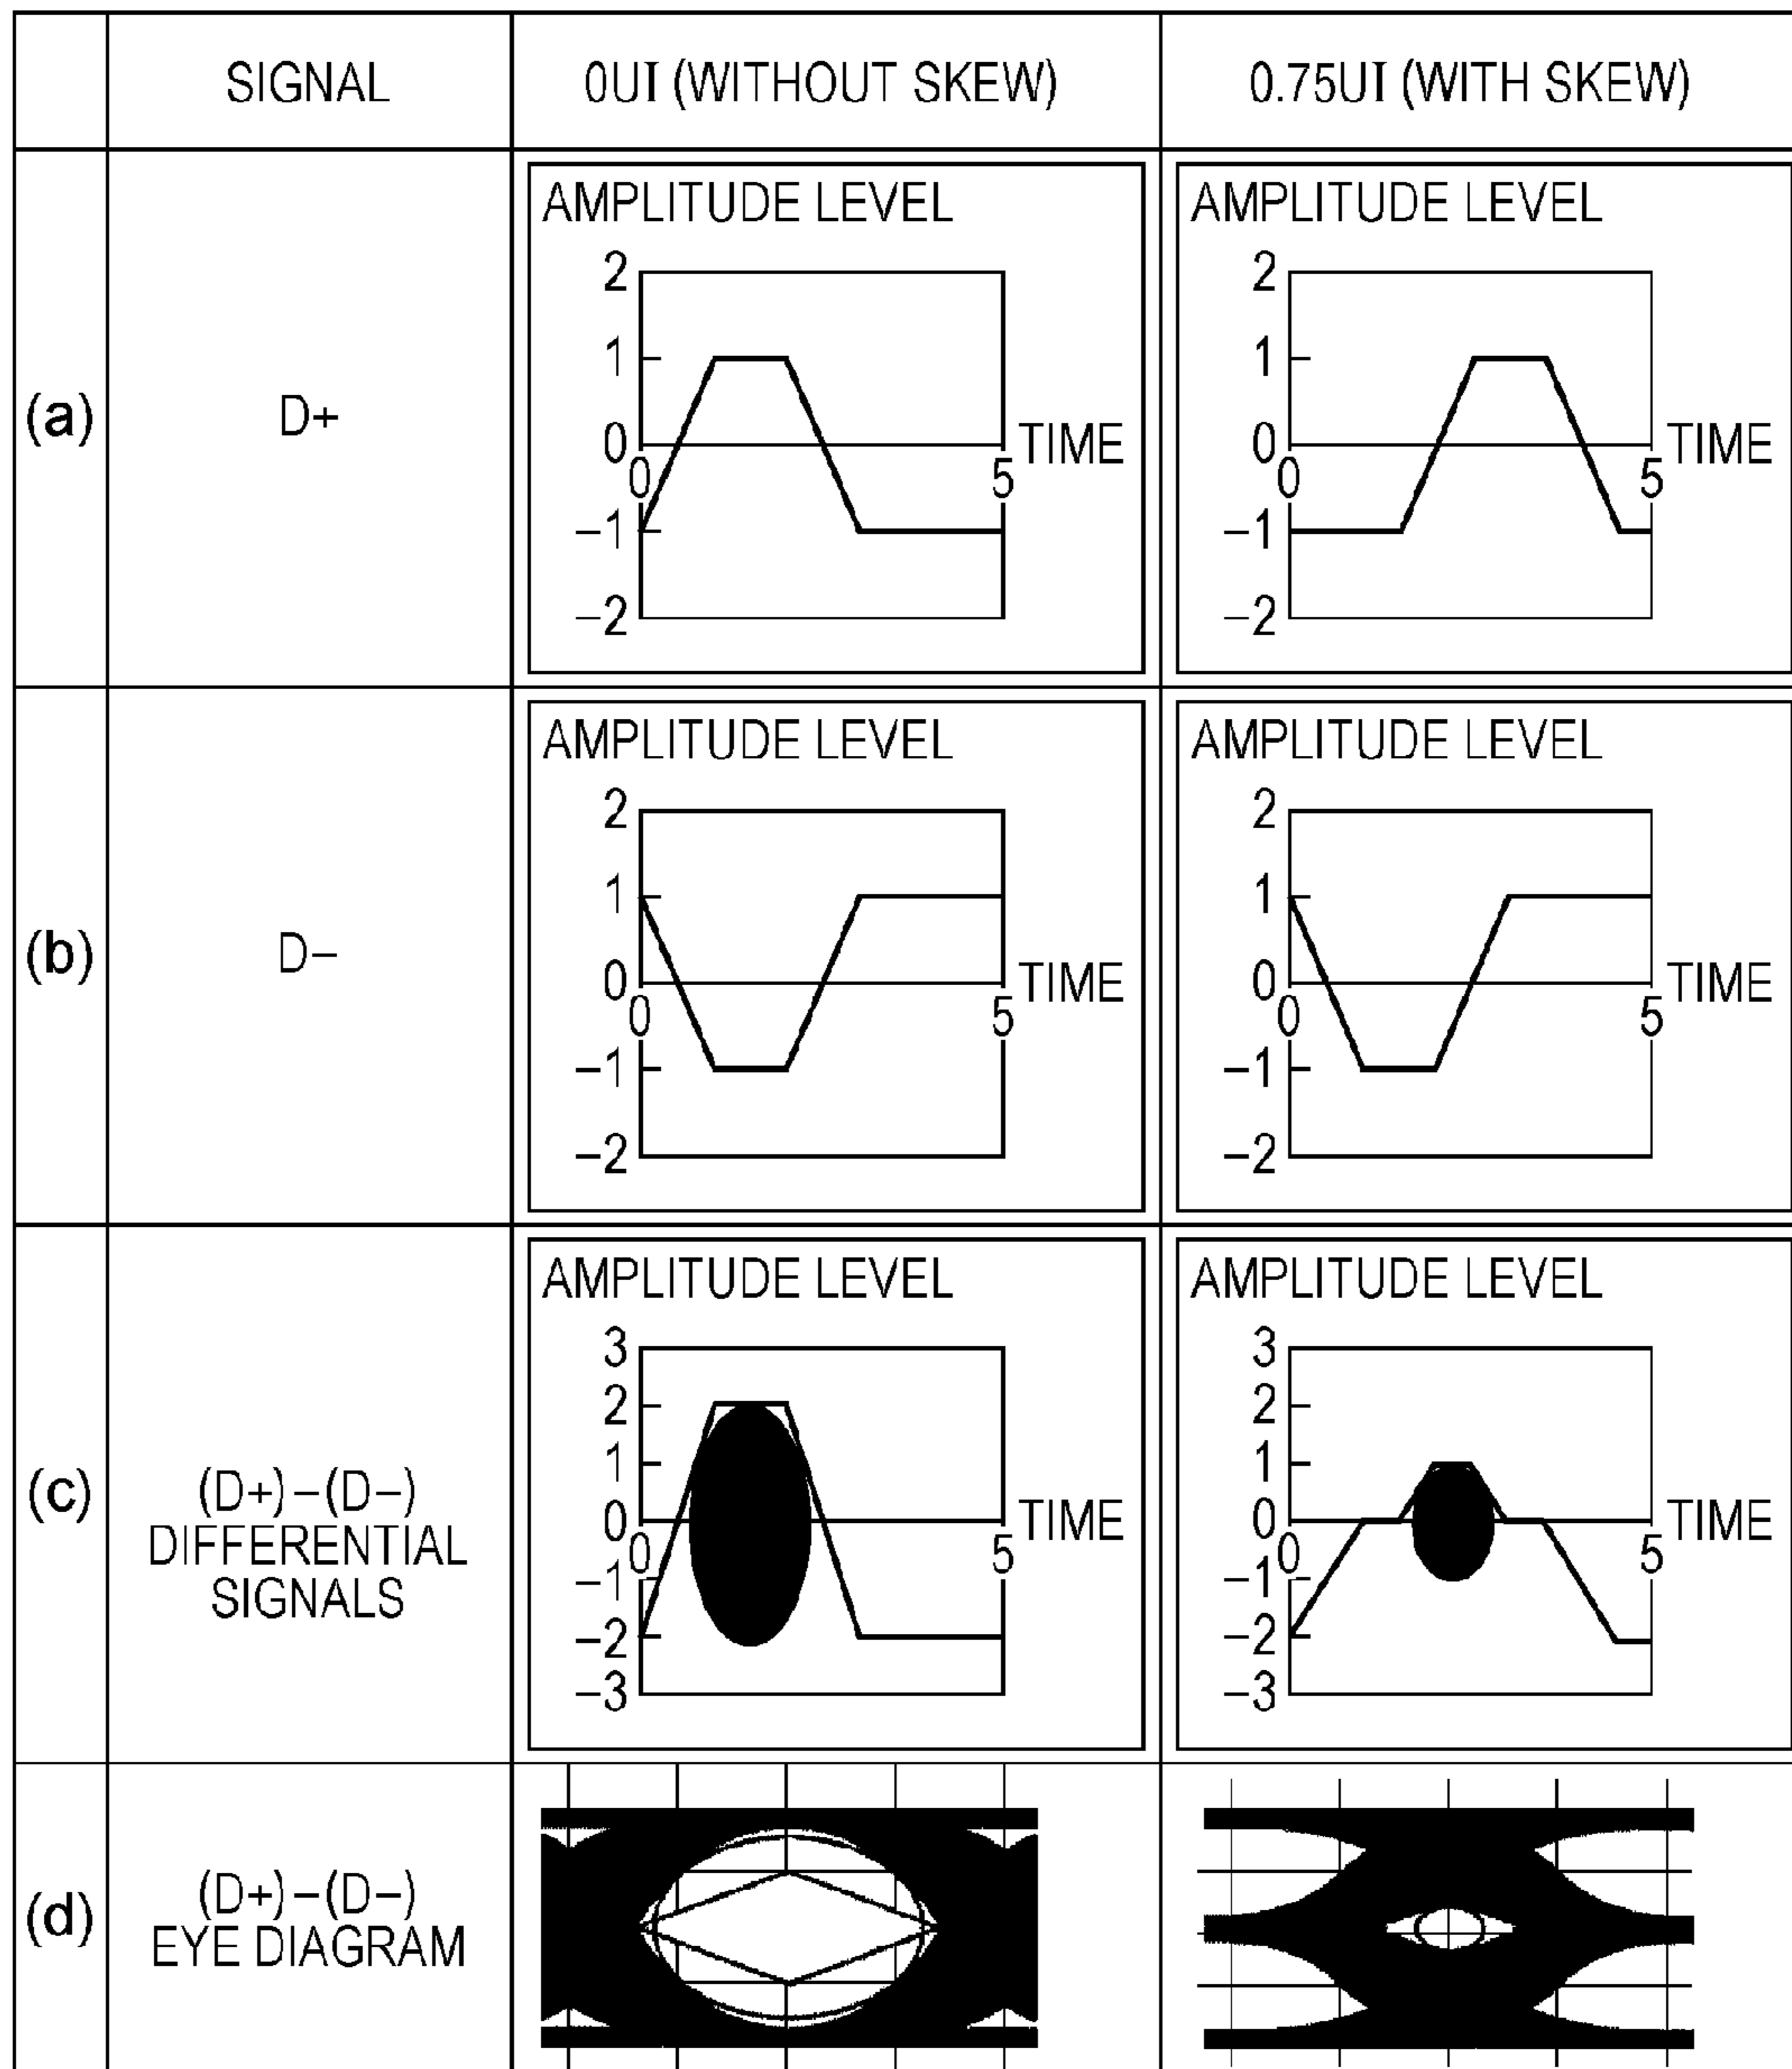 SIGNAL
0UI (WITHOUT SKEW)
0.75UI (WITH SKEW)
(a)
D+
AMPLITUDE LEVEL
2
1
0
0
5
TIME
−1
−2
AMPLITUDE LEVEL
2
1
0
0
5
TIME
−1
−2
(b)
D−
AMPLITUDE LEVEL
2
1
0
0
5
TIME
−1
−2
AMPLITUDE LEVEL
2
1
0
0
5
TIME
−1
−2
(c)
(D+)−(D−)
DIFFERENTIAL
SIGNALS
AMPLITUDE LEVEL
3
2
1
0
0
5
TIME
−1
−2
−3
AMPLITUDE LEVEL
3
2
1
0
0
5
TIME
−1
−2
−3
(d)
(D+)−(D−)
EYE DIAGRAM